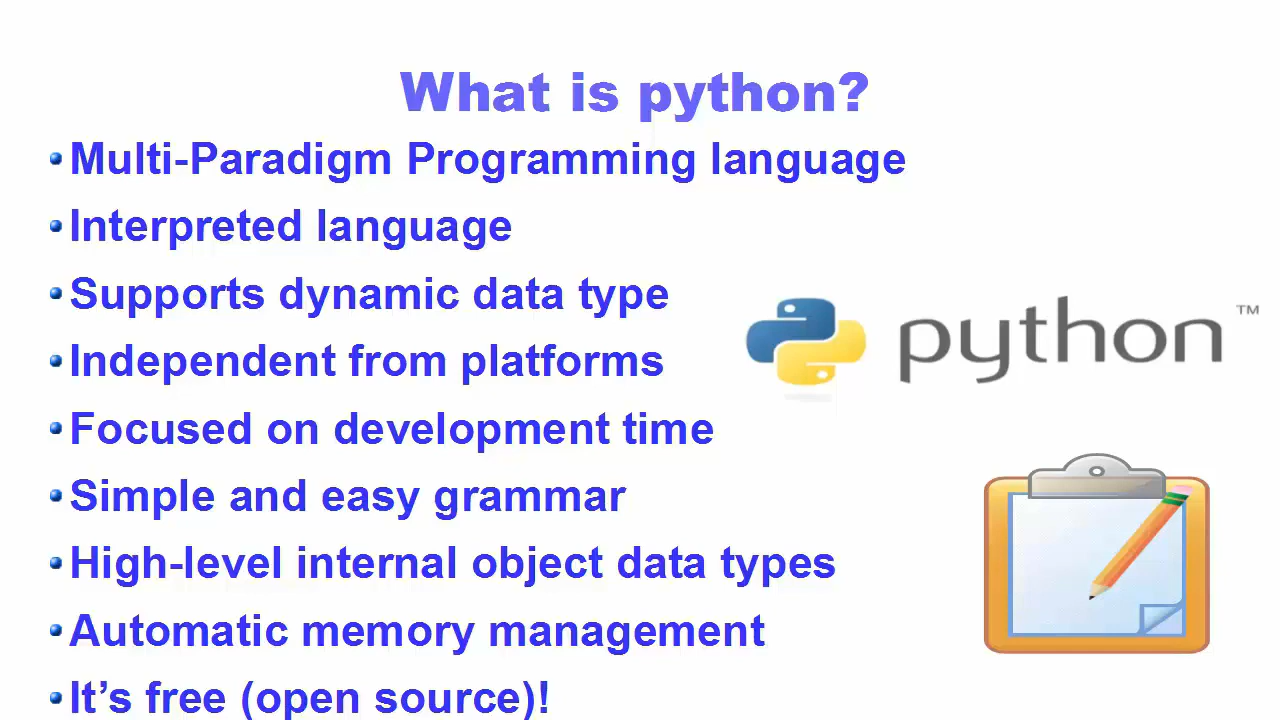 What is python?
•Multi-Paradigm Programming language
•Interpreted language
•Supports dynamic data type
•Independent from platforms
•Focused on development time
•Simple and easy grammar
•High-level internal object data types
•Automatic memory management
•It’s free (open source)!
python™